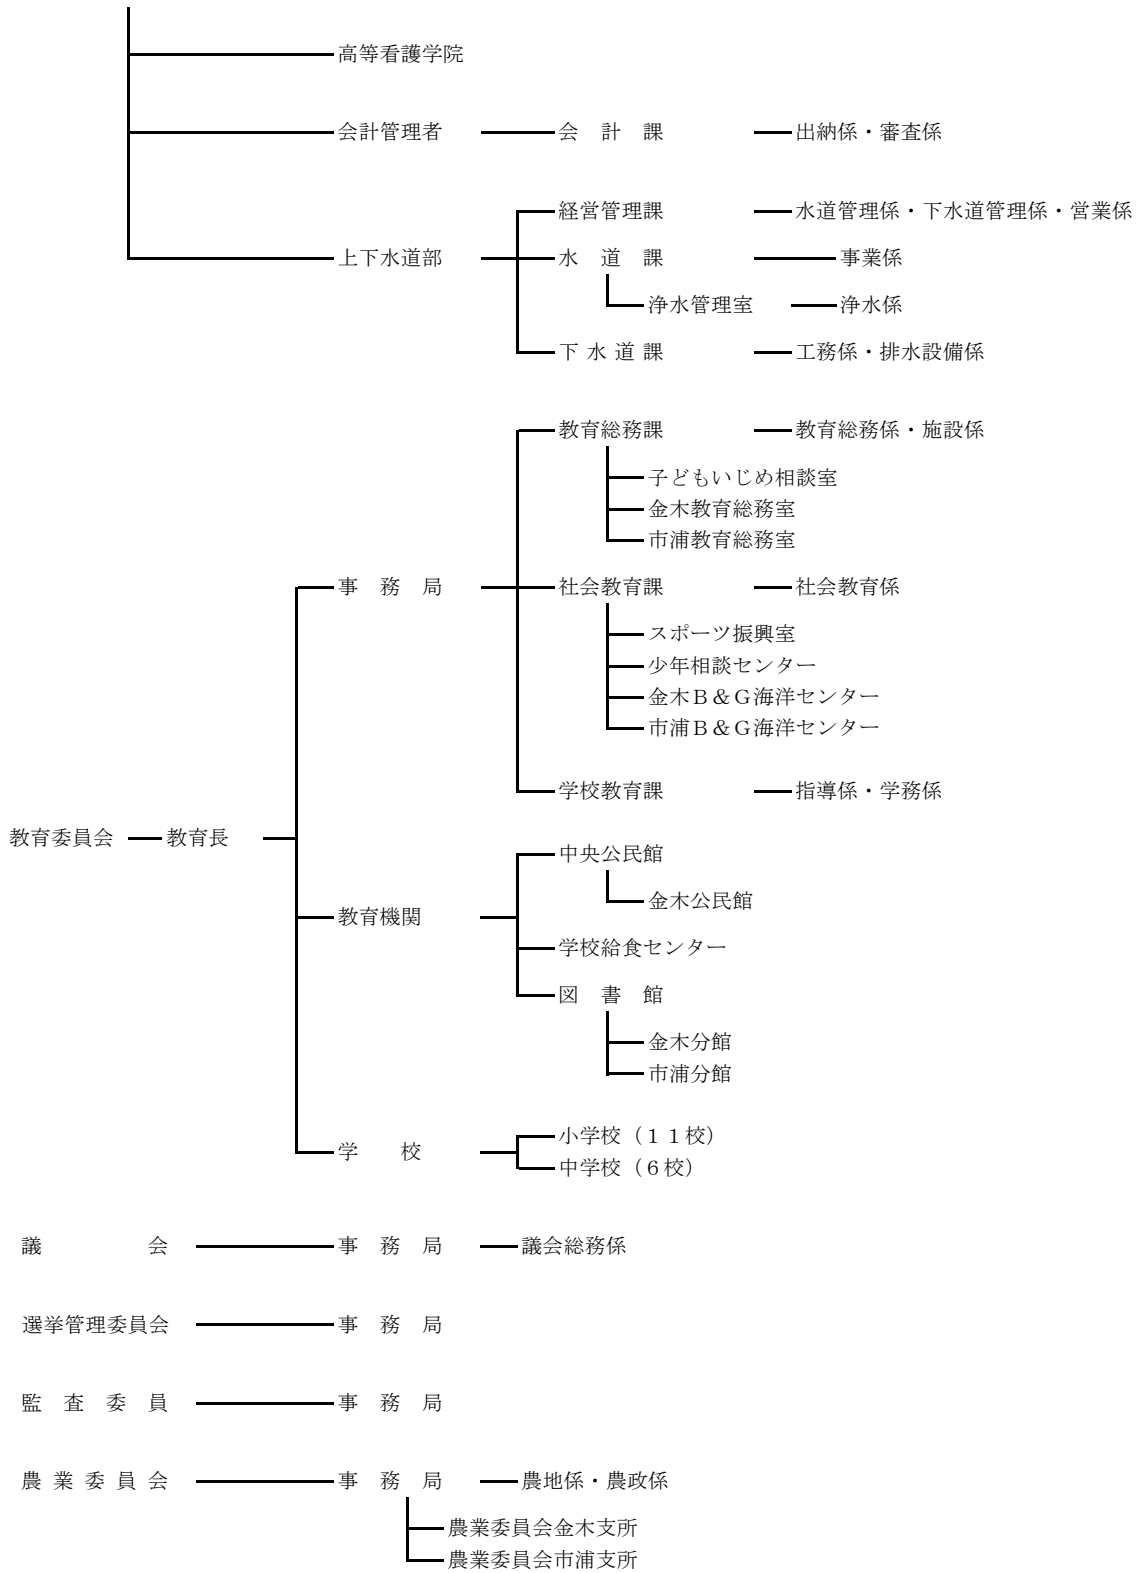 高等看護学院
会計管理者 会　計　課 出納係・審査係
経営管理課 水道管理係・下水道管理係・営業係
上下水道部 水　道　課 事業係
浄水管理室 浄水係
下 水 道 課 工務係・排水設備係
教育総務課 教育総務係・施設係
子どもいじめ相談室
金木教育総務室
市浦教育総務室
事　務　局 社会教育課 社会教育係
スポーツ振興室
少年相談センター
金木Ｂ＆Ｇ海洋センター
市浦Ｂ＆Ｇ海洋センター
学校教育課 指導係・学務係
教育委員会 教育長
中央公民館
金木公民館
教育機関
学校給食センター
図　書　館
金木分館
市浦分館
小学校（１１校）
学　　校
中学校（６校）
議　　　　　会 事　務　局 議会総務係
選挙管理委員会 事　務　局
監　査　委　員 事　務　局
農 業 委 員 会 事　務　局 農地係・農政係
農業委員会金木支所
農業委員会市浦支所